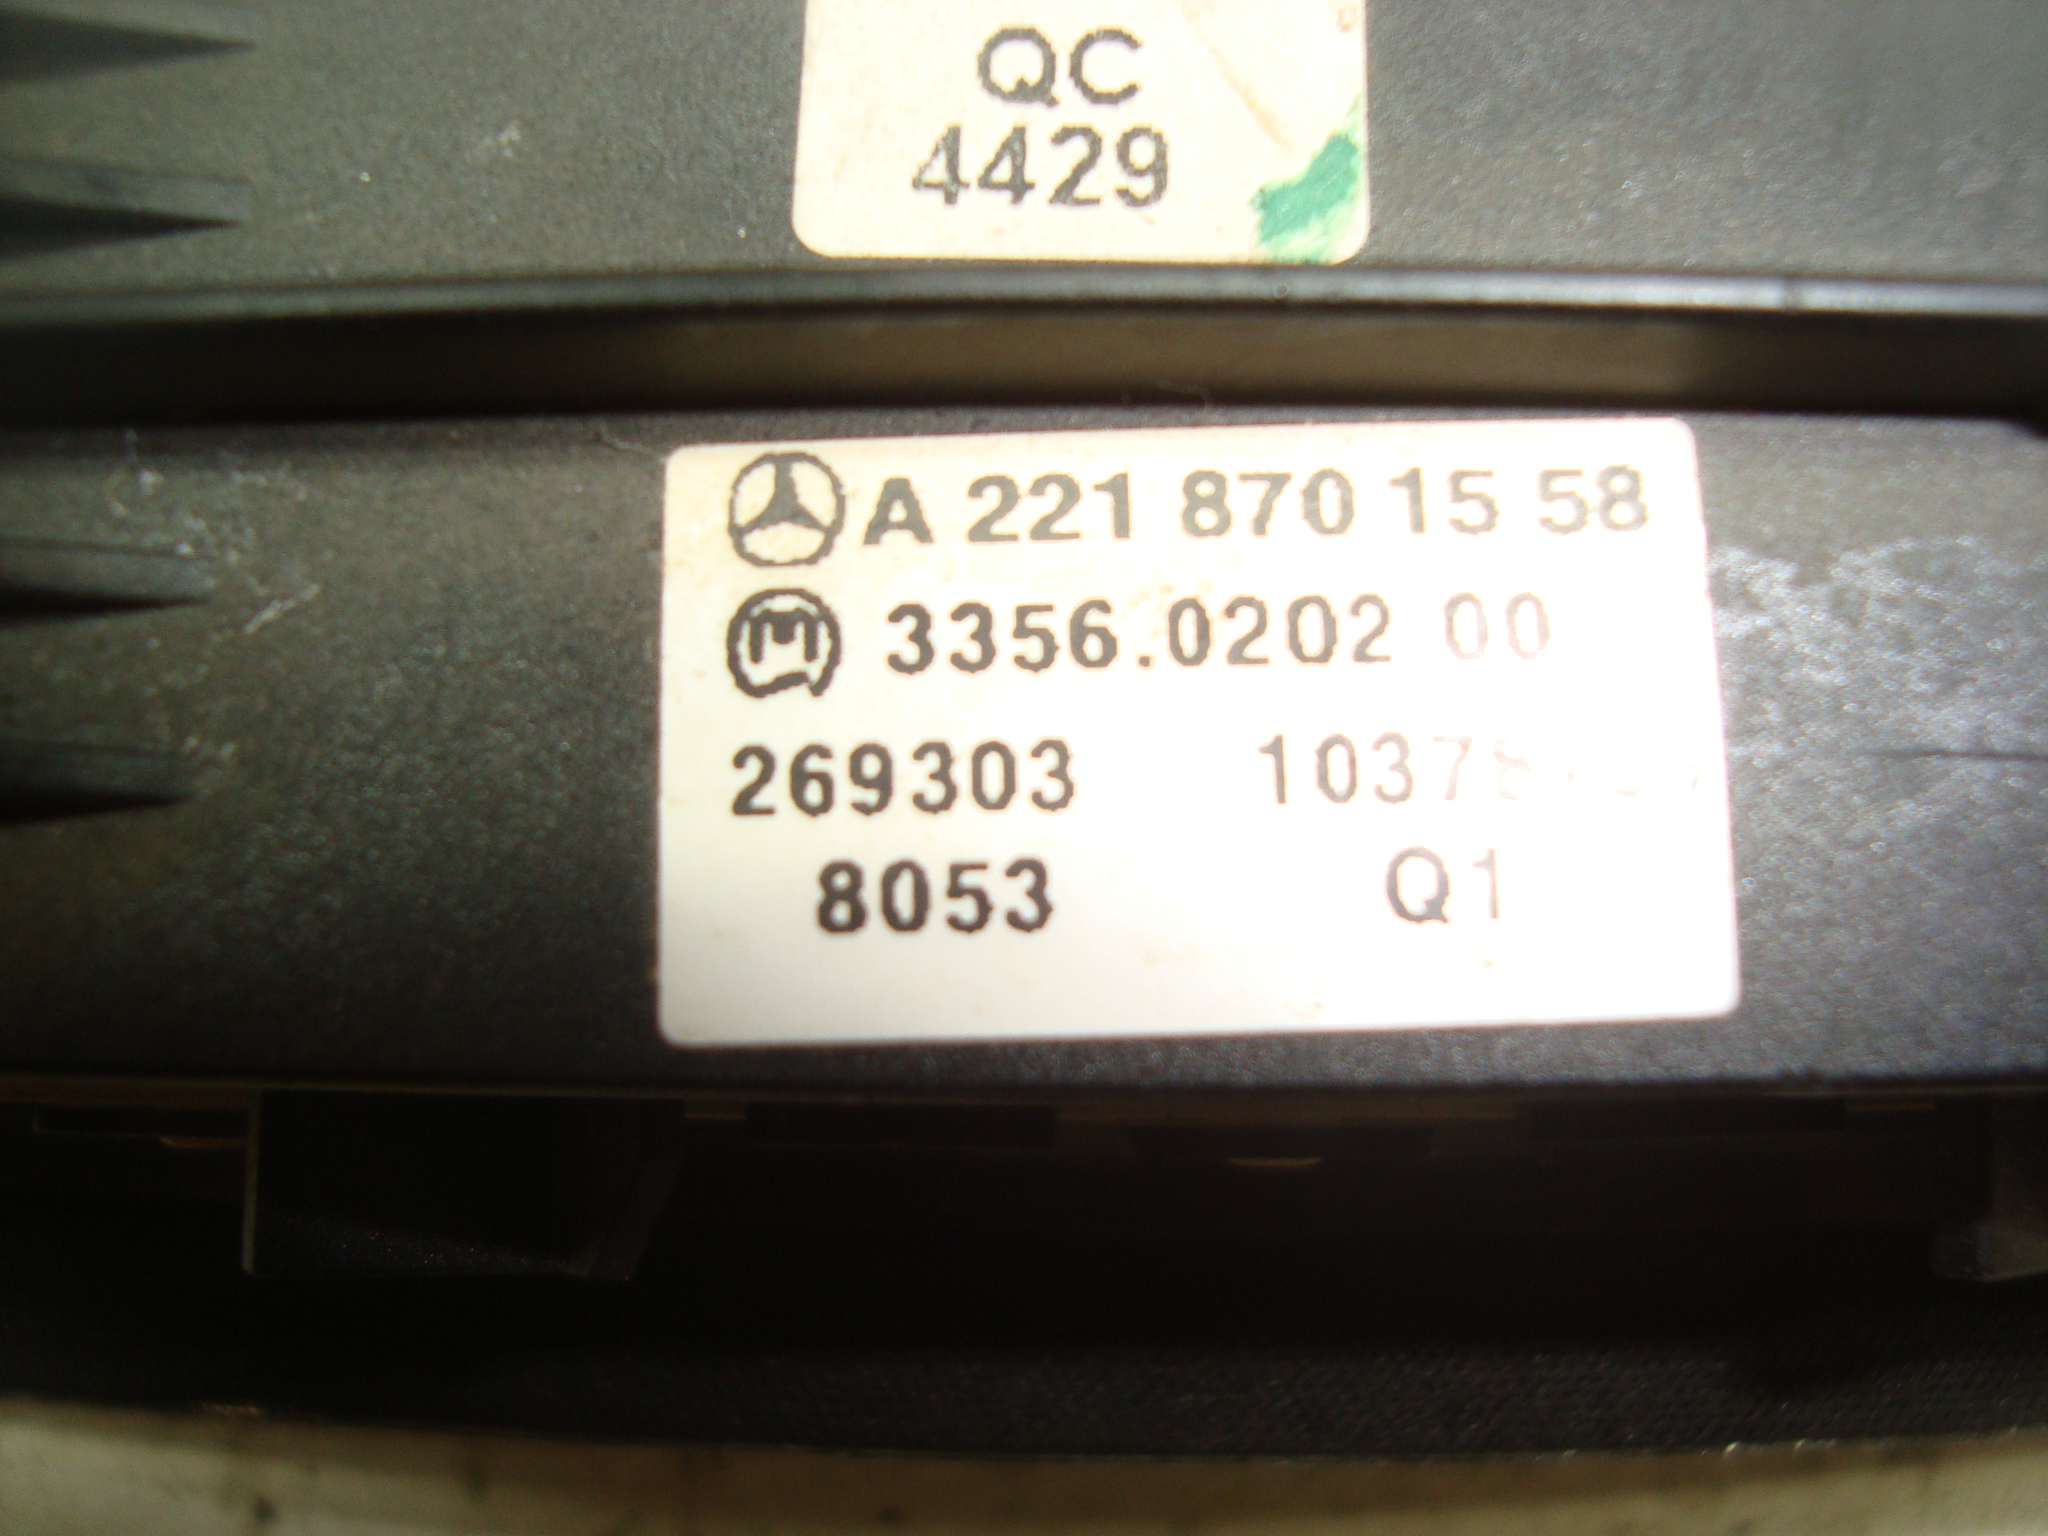 QC
4429
A 221 870 15 58
M 3356.0202 00
269303
8053 Q1